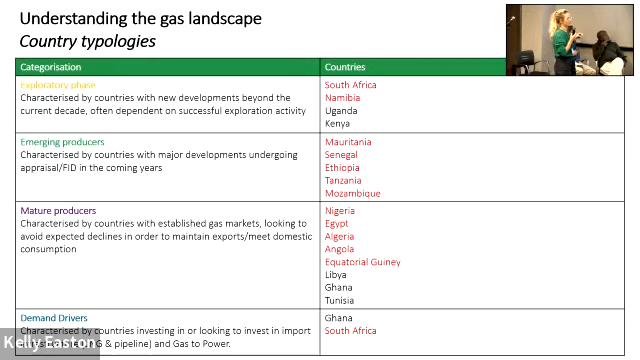 Understanding the gas landscape
Country typologies
Categorisation
Countries
Exploratory phase
Characterised by countries with new developments beyond the
current decade, often dependent on successful exploration activity
South Africa
Namibia
Uganda
Kenya
Emerging producers
Characterised by countries with major developments undergoing
appraisal/FID in the coming years
Mauritania
Senegal
Ethiopia
Tanzania
Mozambique
Mature producers
Characterised by countries with established gas markets, looking to
avoid expected declines in order to maintain exports/meet domestic
consumption
Nigeria
Egypt
Algeria
Angola
Equatorial Guiney
Libya
Ghana
Tunisia
Demand Drivers
Characterised by countries investing in or looking to invest in import
G & pipeline) and Gas to Power.
Ghana
South Africa
Kelly Easton